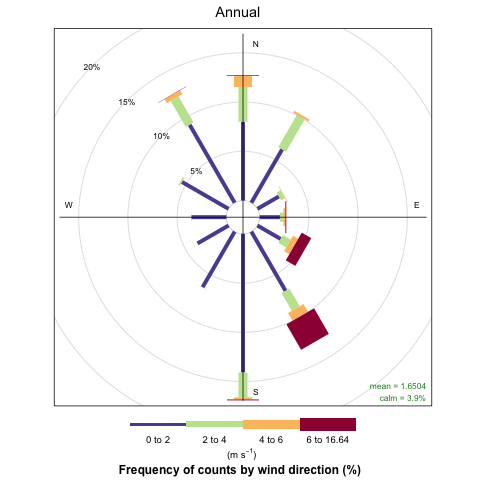 Annual
N
20%
15%
10%
5%
W
E
S
mean = 1.6504
calm = 3.9%
0 to 2 2 to 4 4 to 6 6 to 16.64
(m s⁻¹)
Frequency of counts by wind direction (%)